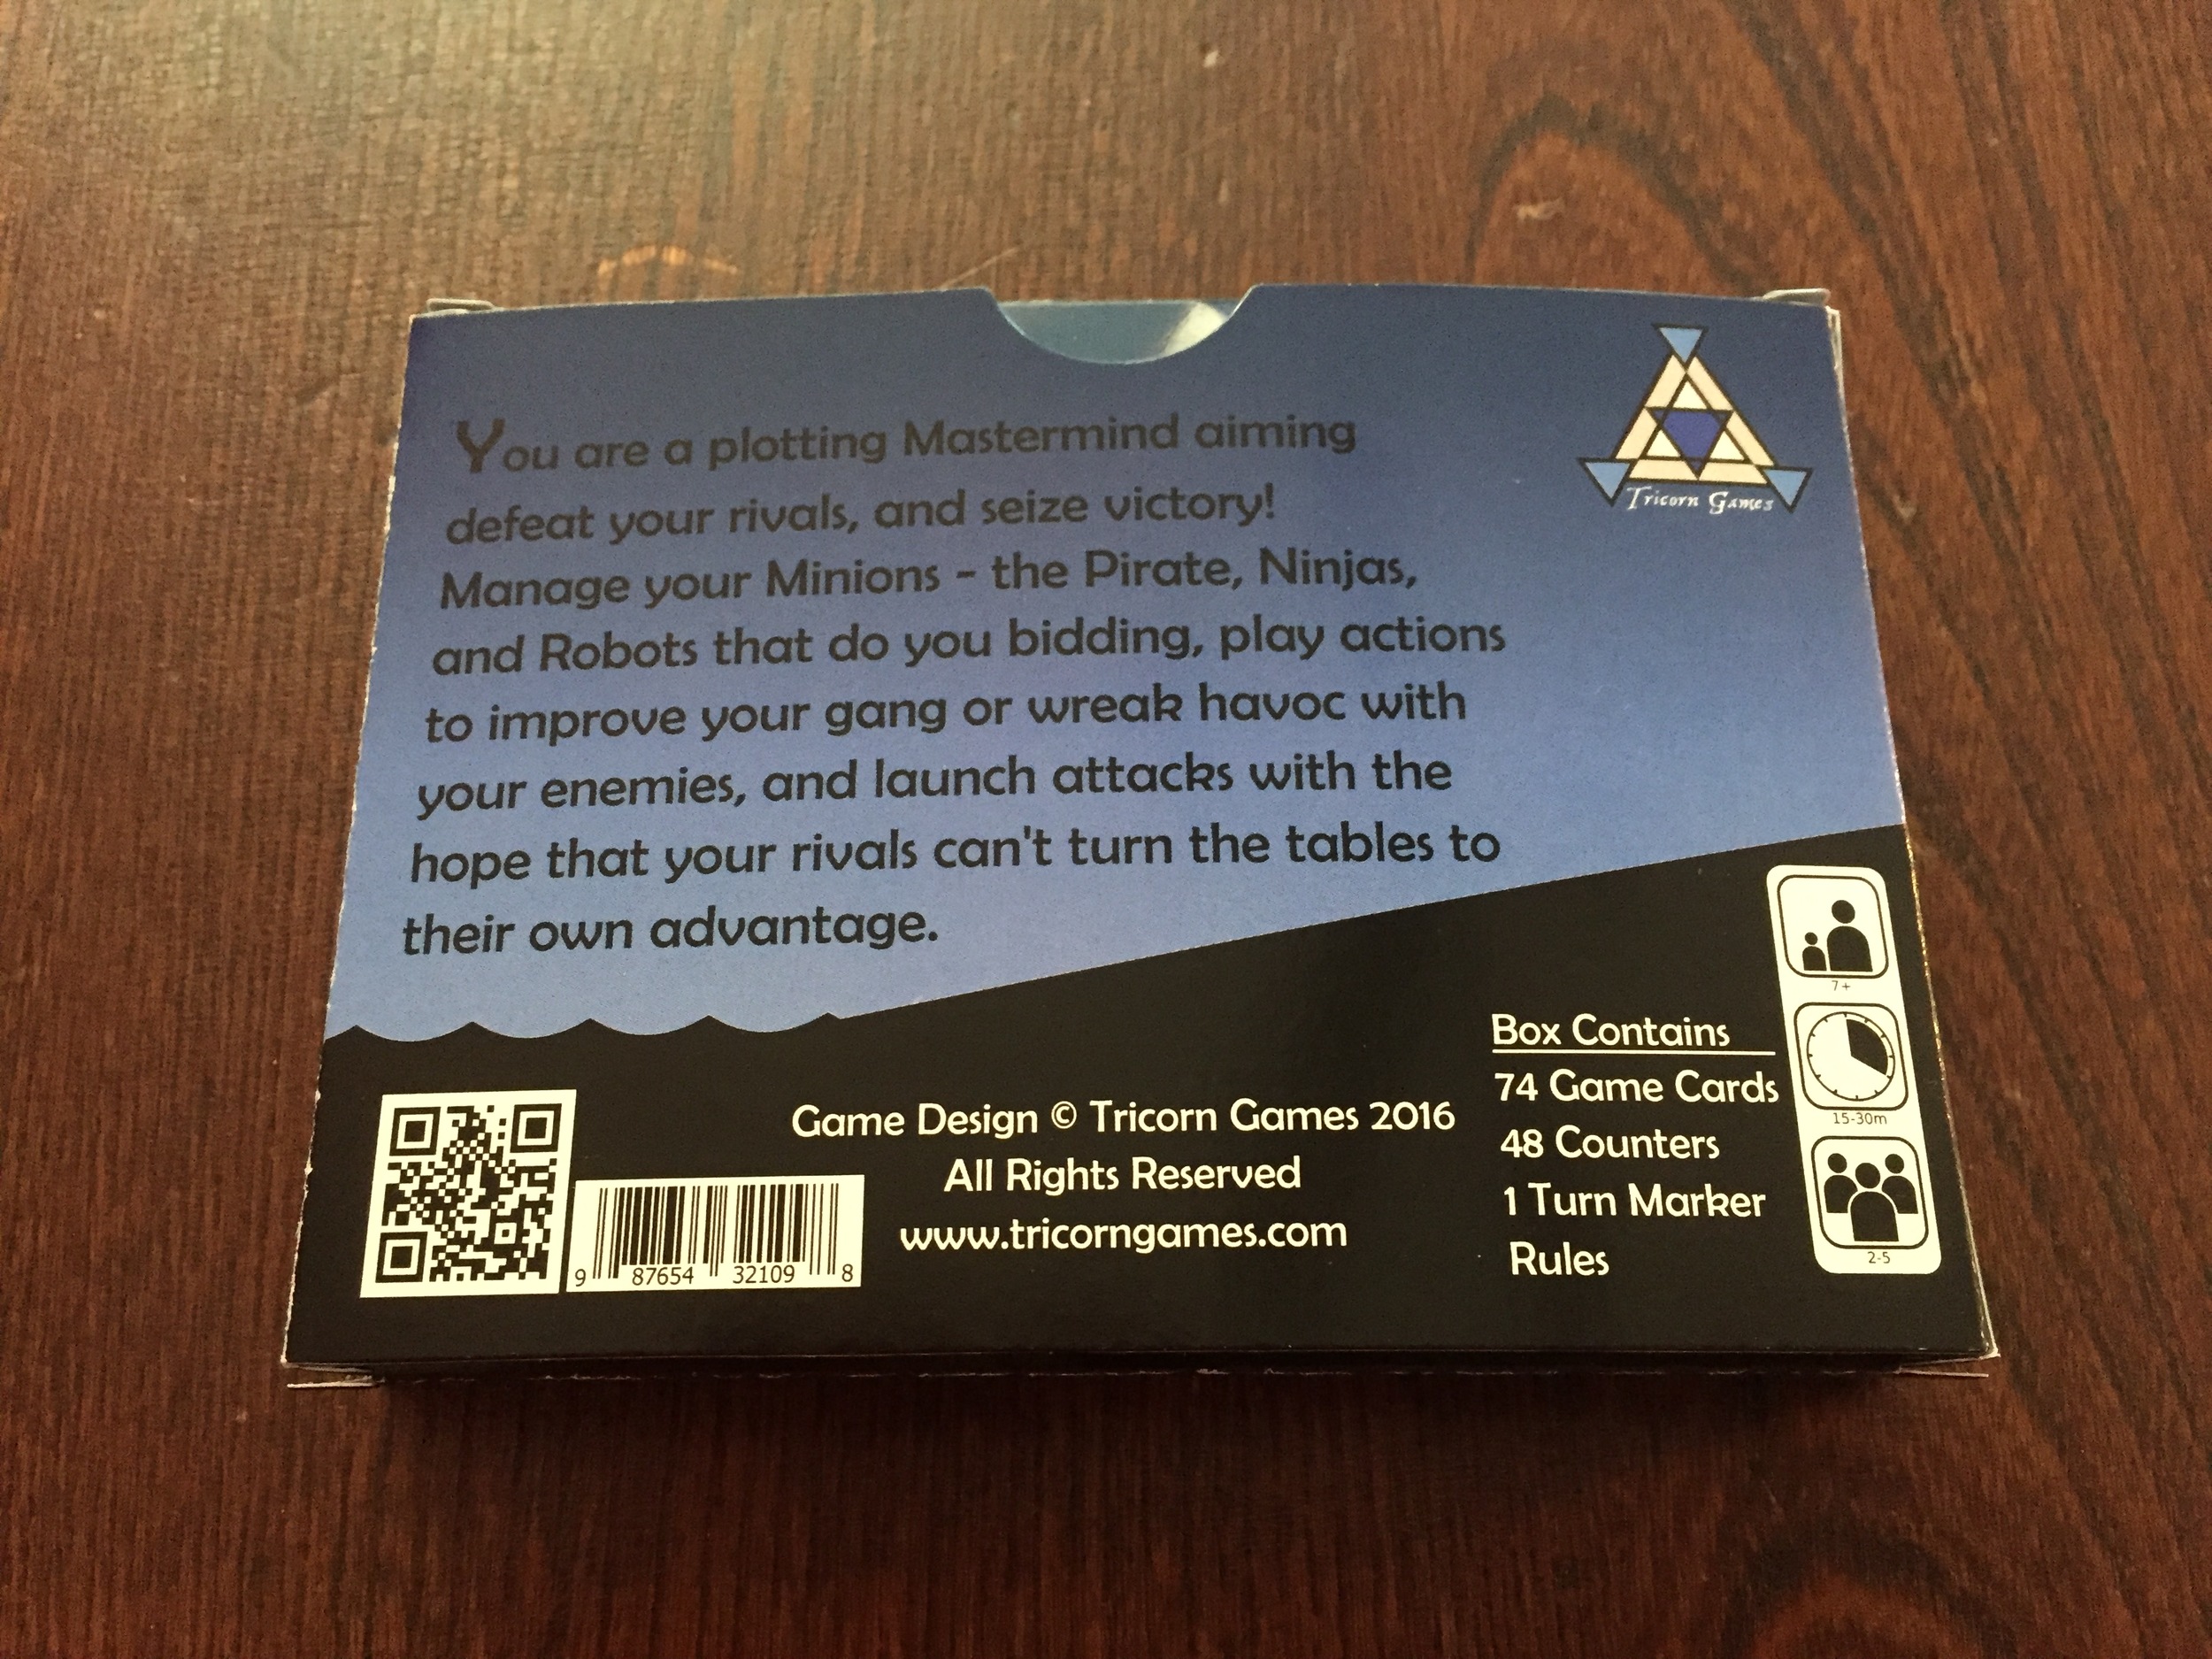 You are a plotting Mastermind aiming
defeat your rivals, and seize victory!
Manage your Minions - the Pirate, Ninjas,
and Robots that do you bidding, play actions
to improve your gang or wreak havoc with
your enemies, and launch attacks with the
hope that your rivals can't turn the tables to
their own advantage.
Tricorn Games
Game Design © Tricorn Games 2016
All Rights Reserved
www.tricorngames.com
9 87654 32109 8
Box Contains
74 Game Cards
48 Counters
1 Turn Marker
Rules
7+
15-30m
2-5